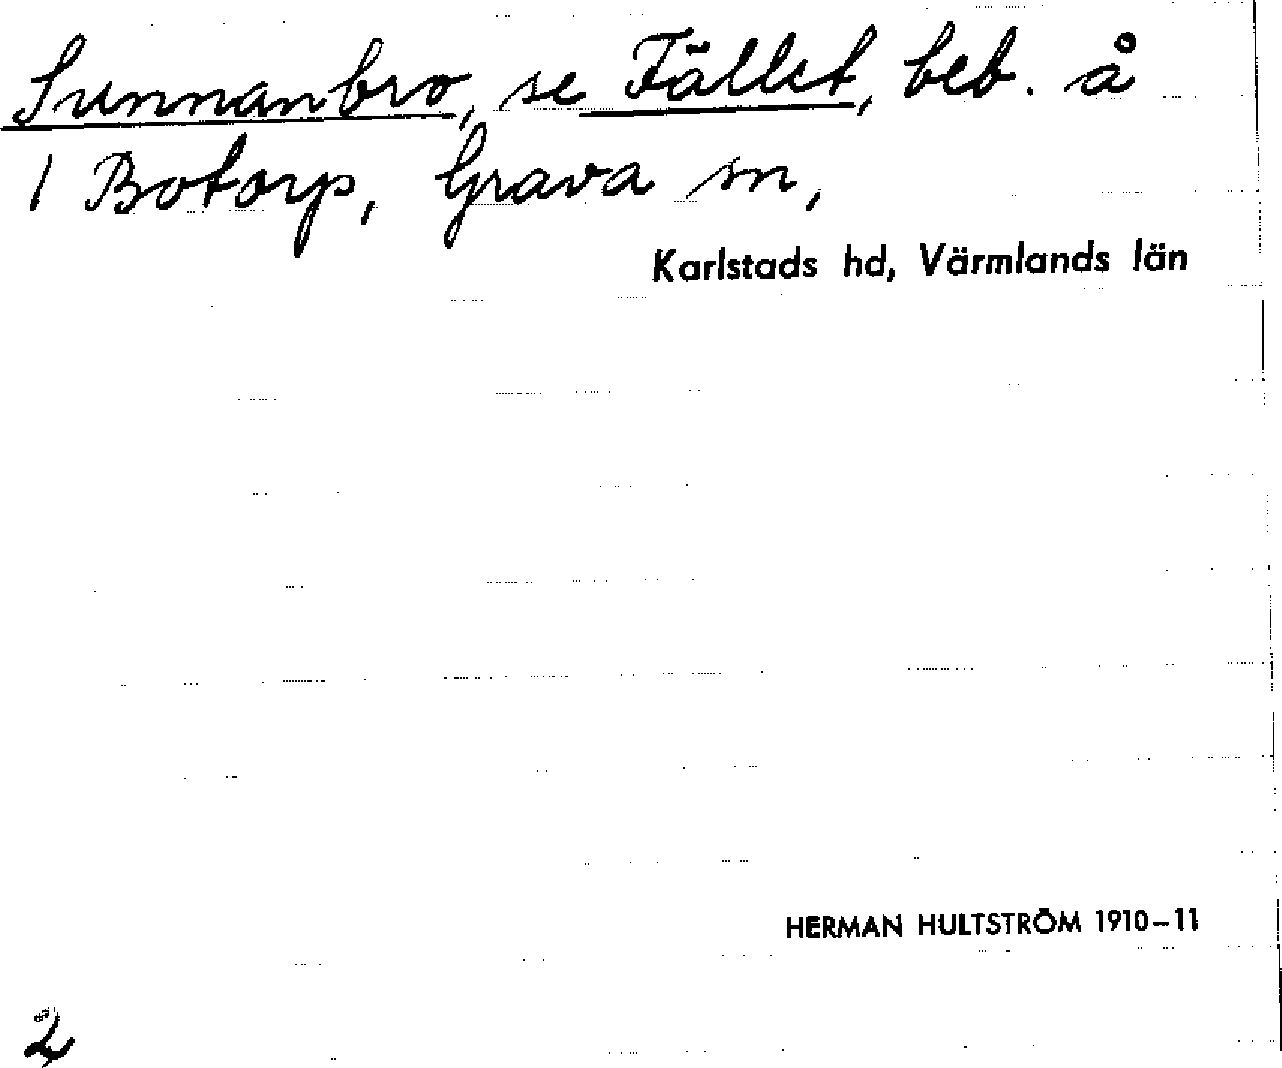 Sunnanbro, se Fället, beb. å
1 Botorp, Grava sn,
Karlstads hd, Värmlands län
HERMAN HULTSTRÖM 1910–11
2